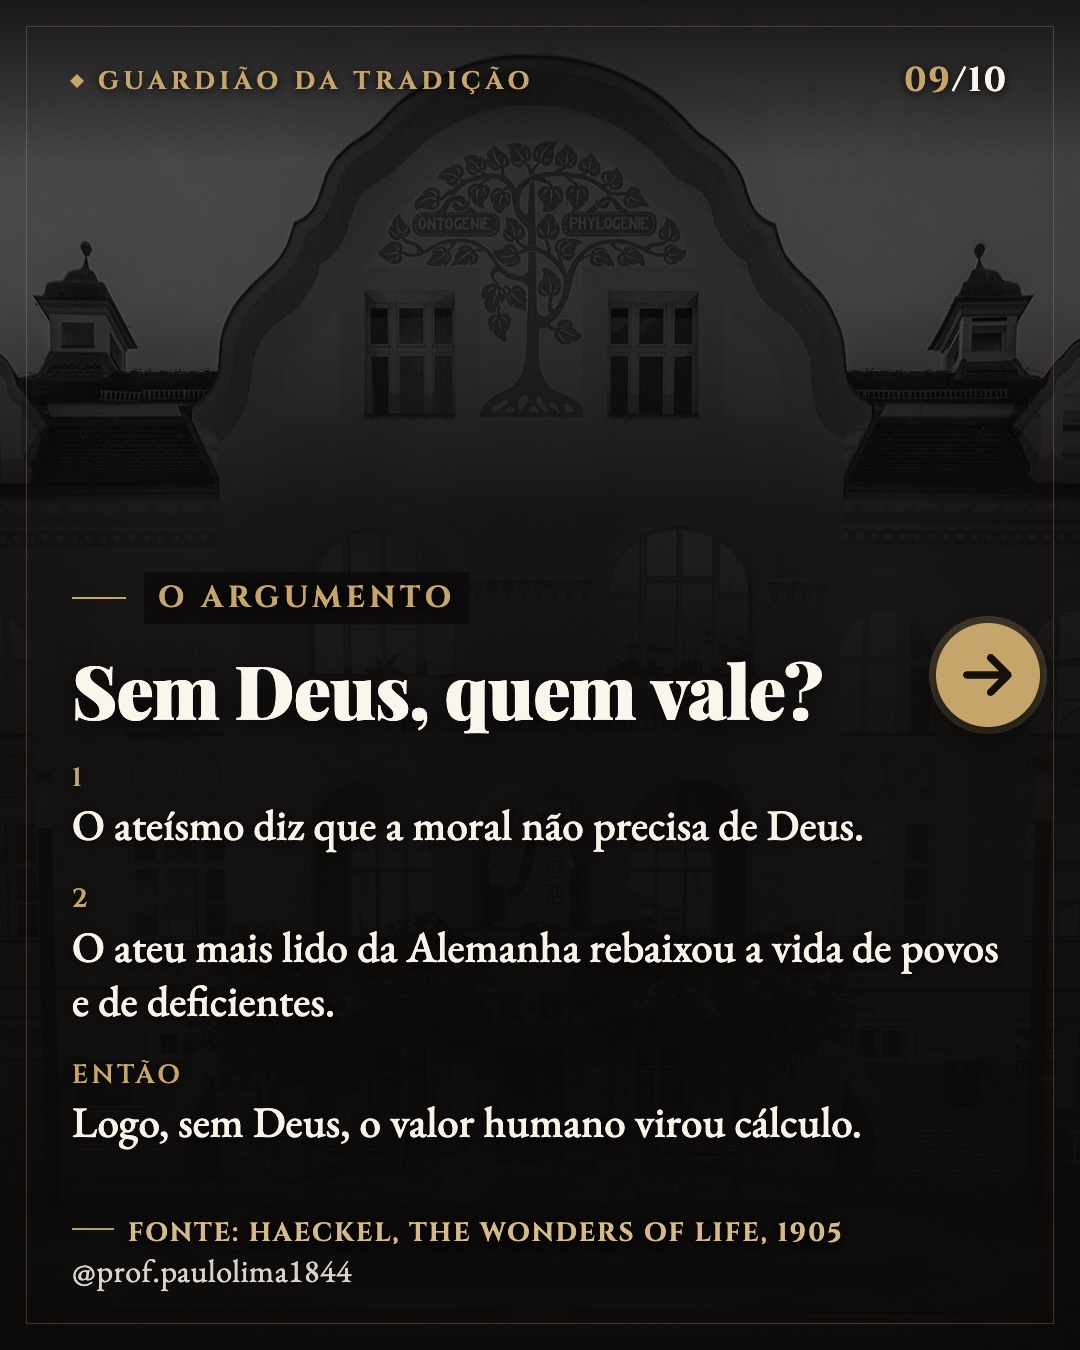 ◆ GUARDIÃO DA TRADIÇÃO
09/10
ONTOGENIE
PHYLOGENIE
O ARGUMENTO
Sem Deus, quem vale?
1
O ateísmo diz que a moral não precisa de Deus.
2
O ateu mais lido da Alemanha rebaixou a vida de povos
e de deficientes.
ENTÃO
Logo, sem Deus, o valor humano virou cálculo.
FONTE: HAECKEL, THE WONDERS OF LIFE, 1905
@prof.paulolima1844